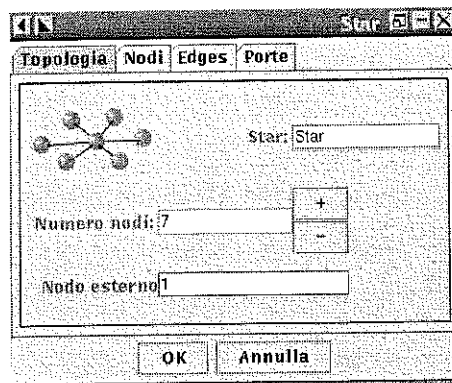 Star
Topologia Nodi Edges Porte
Star: Star
Numero nodi: 7
+
-
Nodo esterno 1
OK Annulla